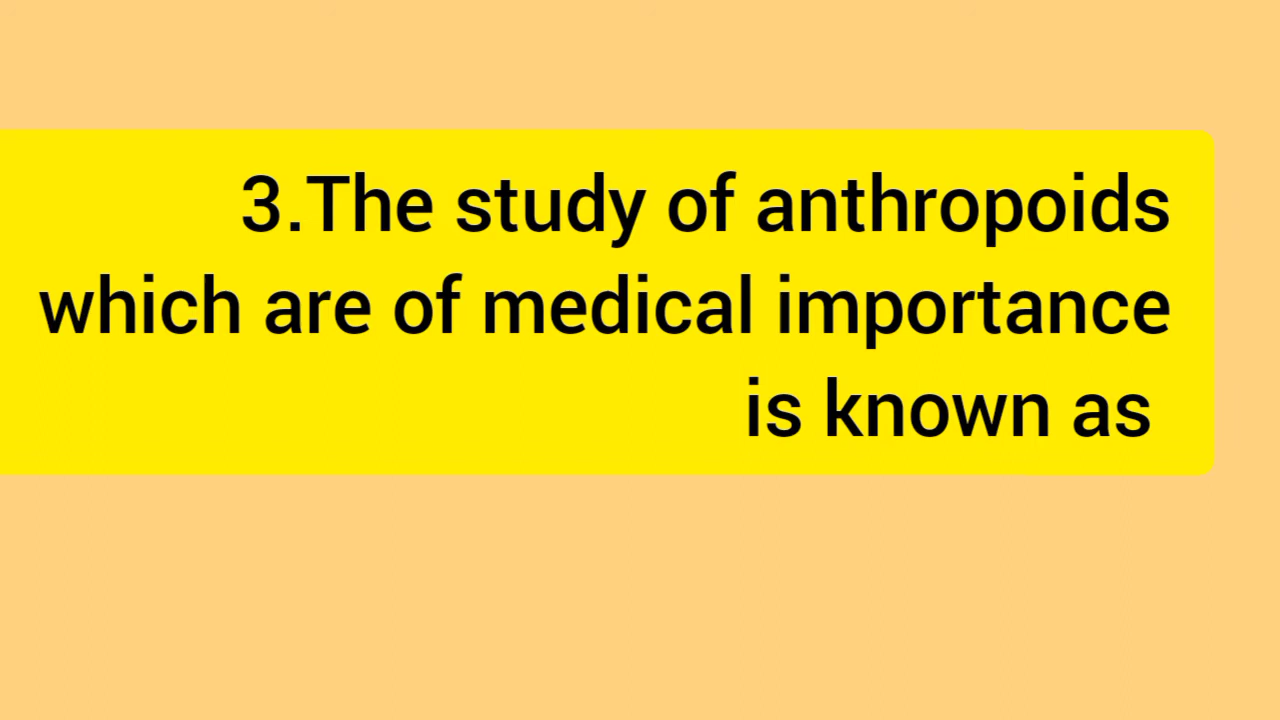 3.The study of anthropoids
which are of medical importance
is known as